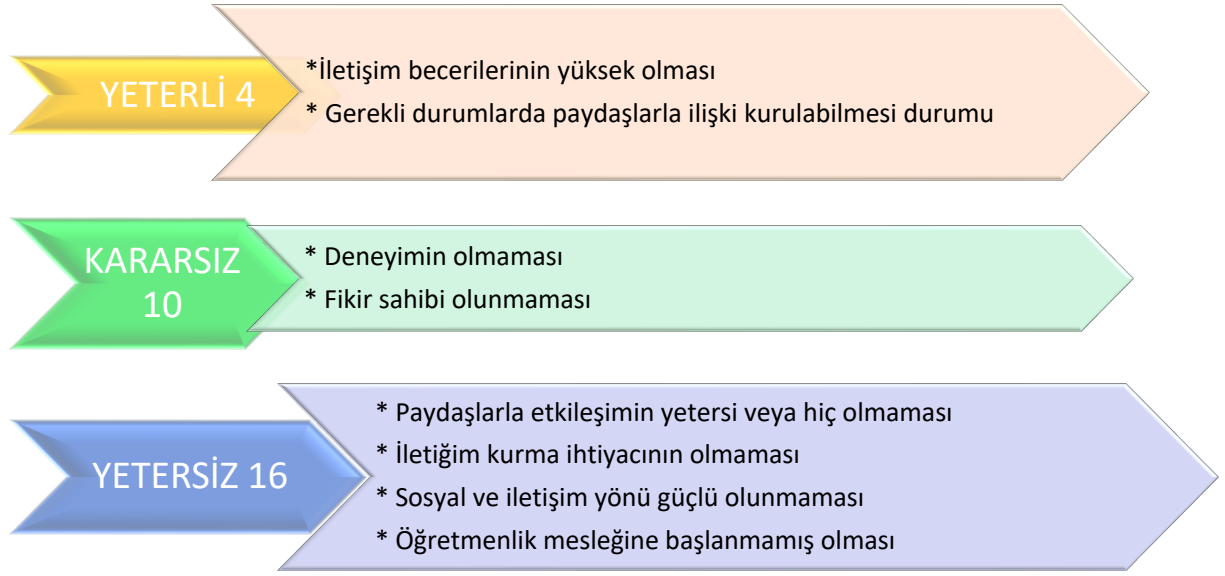 YETERLİ 4
*İletişim becerilerinin yüksek olması
* Gerekli durumlarda paydaşlarla ilişki kurulabilmesi durumu
KARARSIZ
10
* Deneyimin olmaması
* Fikir sahibi olunmaması
YETERSİZ 16
* Paydaşlarla etkileşimin yetersi veya hiç olmaması
* İletiğim kurma ihtiyacının olmaması
* Sosyal ve iletişim yönü güçlü olunmaması
* Öğretmenlik mesleğine başlanmamış olması